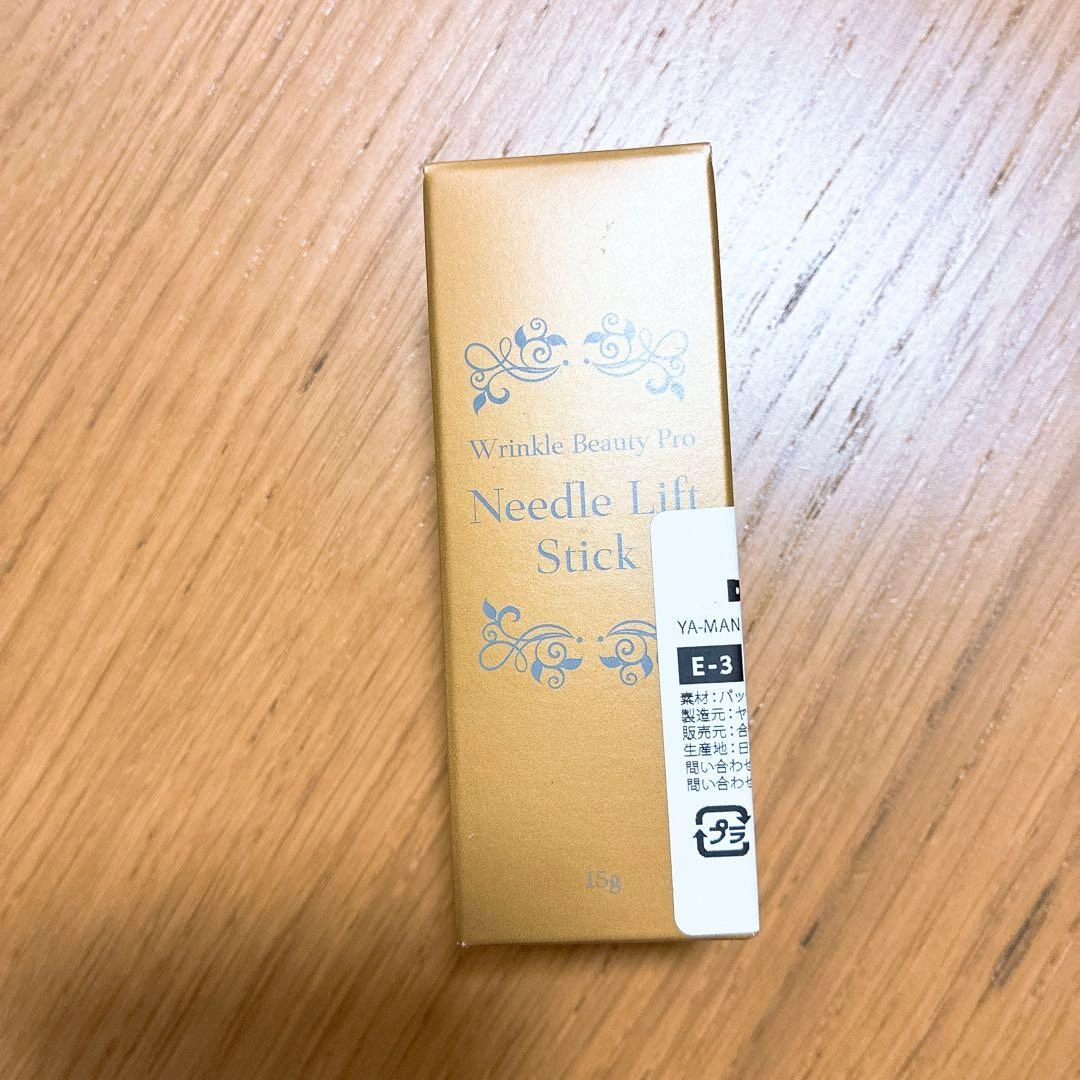 Wrinkle Beauty Pro
Needle Lift
Stick
15g
YA-MAN
E-3
素材:パッ
製造元:ヤ
販売元:合
生産地:日
問い合わせ
問い合わせ
プラ